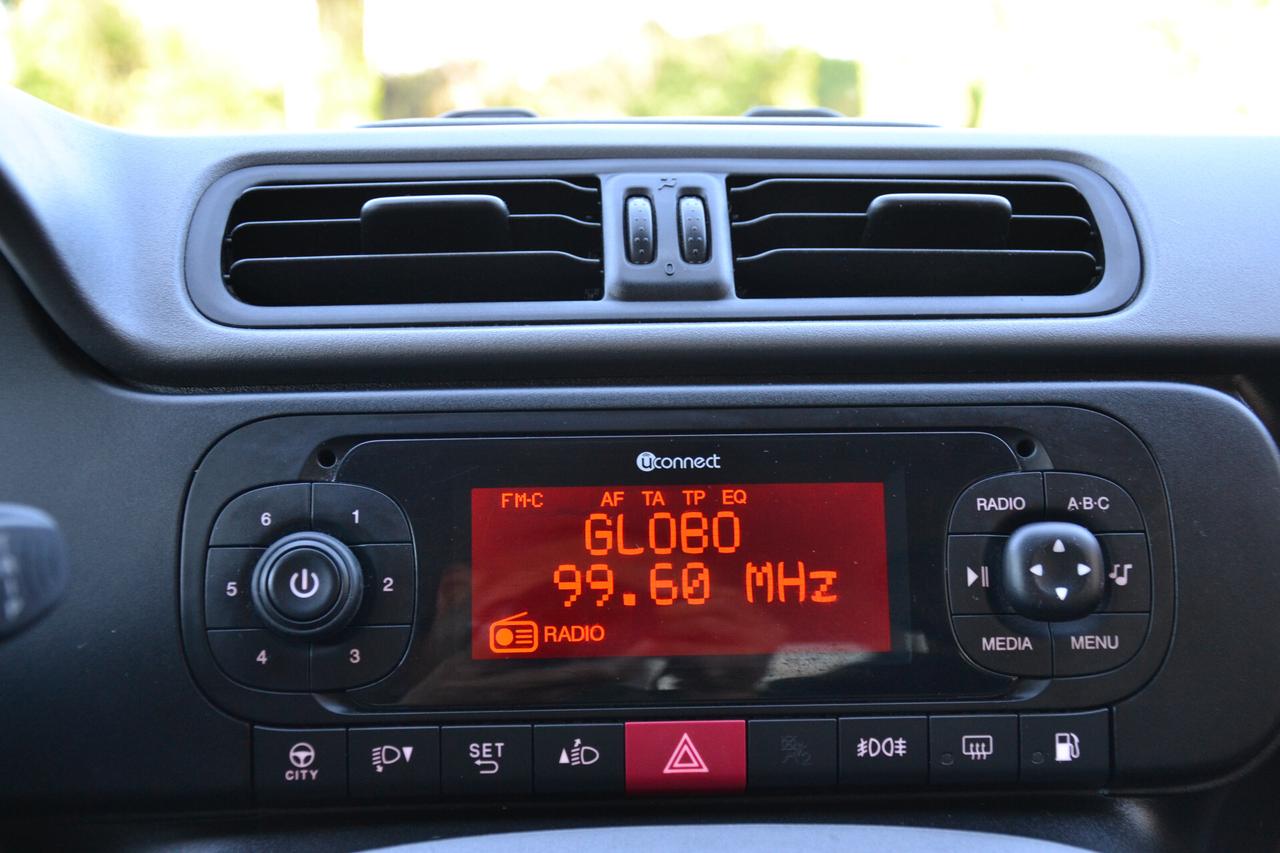 0
uconnect
FM-C AF TA TP EQ
GLOBO
99.60 MHz
RADIO
6 1
5 2
4 3
RADIO A·B·C
MEDIA MENU
CITY
SET